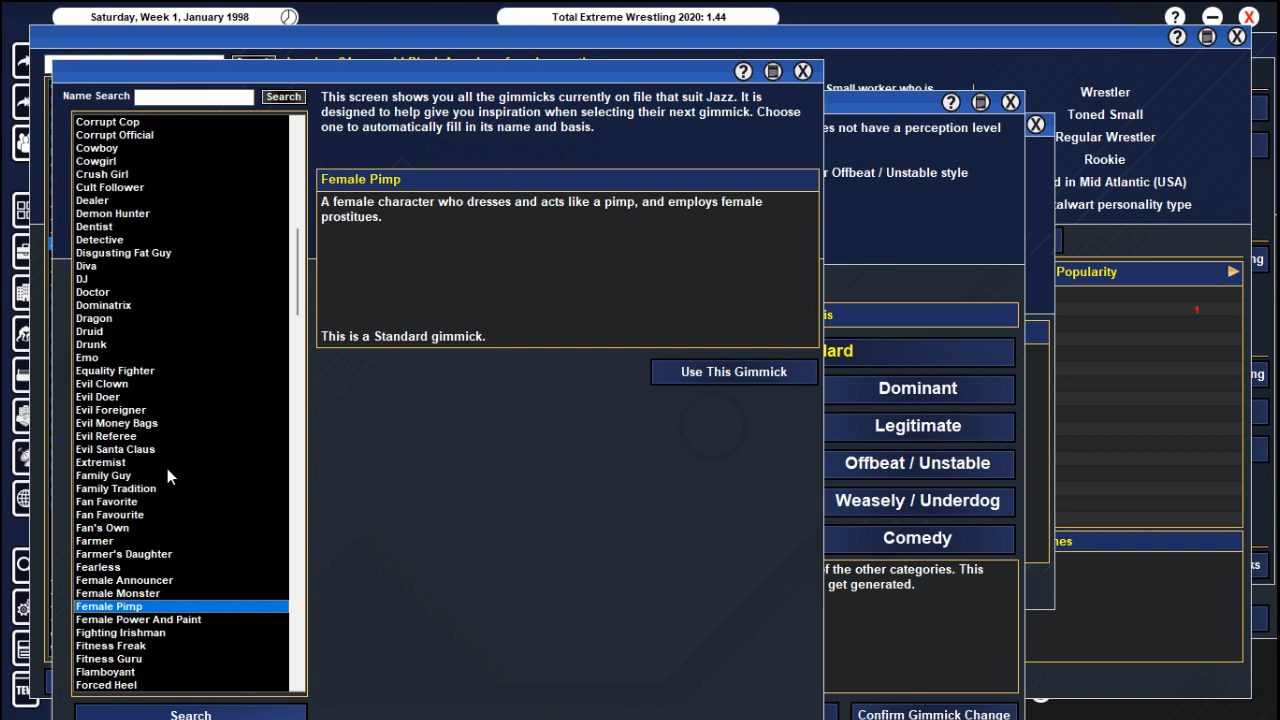 Saturday, Week 1, January 1998
Total Extreme Wrestling 2020: 1.44
Name Search
Search
Corrupt Cop
Corrupt Official
Cowboy
Cowgirl
Crush Girl
Cult Follower
Dealer
Demon Hunter
Dentist
Detective
Disgusting Fat Guy
Diva
DJ
Doctor
Dominatrix
Dragon
Druid
Drunk
Emo
Equality Fighter
Evil Clown
Evil Doer
Evil Foreigner
Evil Money Bags
Evil Referee
Evil Santa Claus
Extremist
Family Guy
Family Tradition
Fan Favorite
Fan Favourite
Fan's Own
Farmer
Farmer's Daughter
Fearless
Female Announcer
Female Monster
Female Pimp
Female Power And Paint
Fighting Irishman
Fitness Freak
Fitness Guru
Flamboyant
Forced Heel
Search
This screen shows you all the gimmicks currently on file that suit Jazz. It is
designed to help give you inspiration when selecting their next gimmick. Choose
one to automatically fill in its name and basis.
Female Pimp
A female character who dresses and acts like a pimp, and employs female
prostitues.
This is a Standard gimmick.
Use This Gimmick
Small worker who is
es not have a perception level
r Offbeat / Unstable style
is
lard
Dominant
Legitimate
Offbeat / Unstable
Weasely / Underdog
Comedy
f the other categories. This
get generated.
Confirm Gimmick Change
Wrestler
Toned Small
Regular Wrestler
Rookie
d in Mid Atlantic (USA)
alwart personality type
Popularity
1
nes
ng
ng
ks
TEW